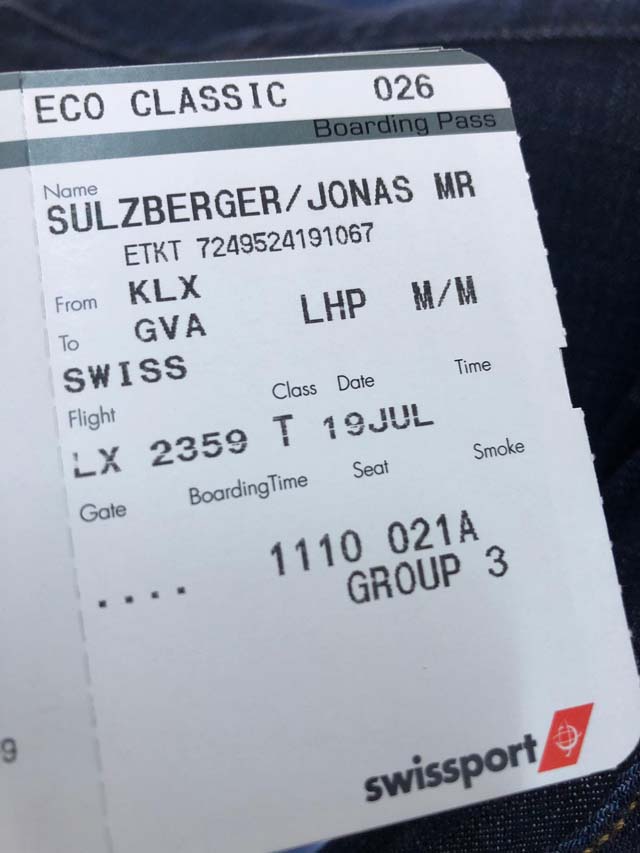 ECO CLASSIC 026
Boarding Pass
Name
SULZBERGER/JONAS MR
ETKT 7249524191067
From KLX
LHP M/M
To GVA
SWISS
Flight Class Date Time
LX 2359 T 19JUL
Gate BoardingTime Seat Smoke
.... 1110 021A
GROUP 3
9
swissport